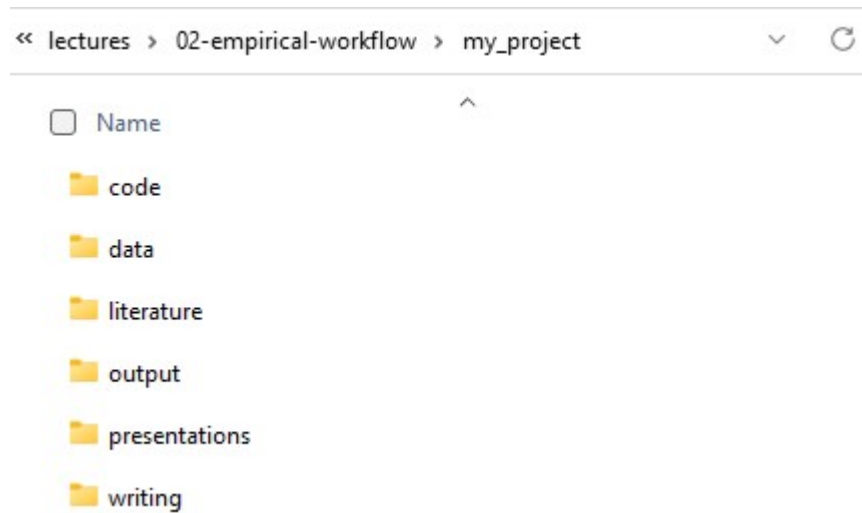 « lectures > 02-empirical-workflow > my_project
Name
code
data
literature
output
presentations
writing